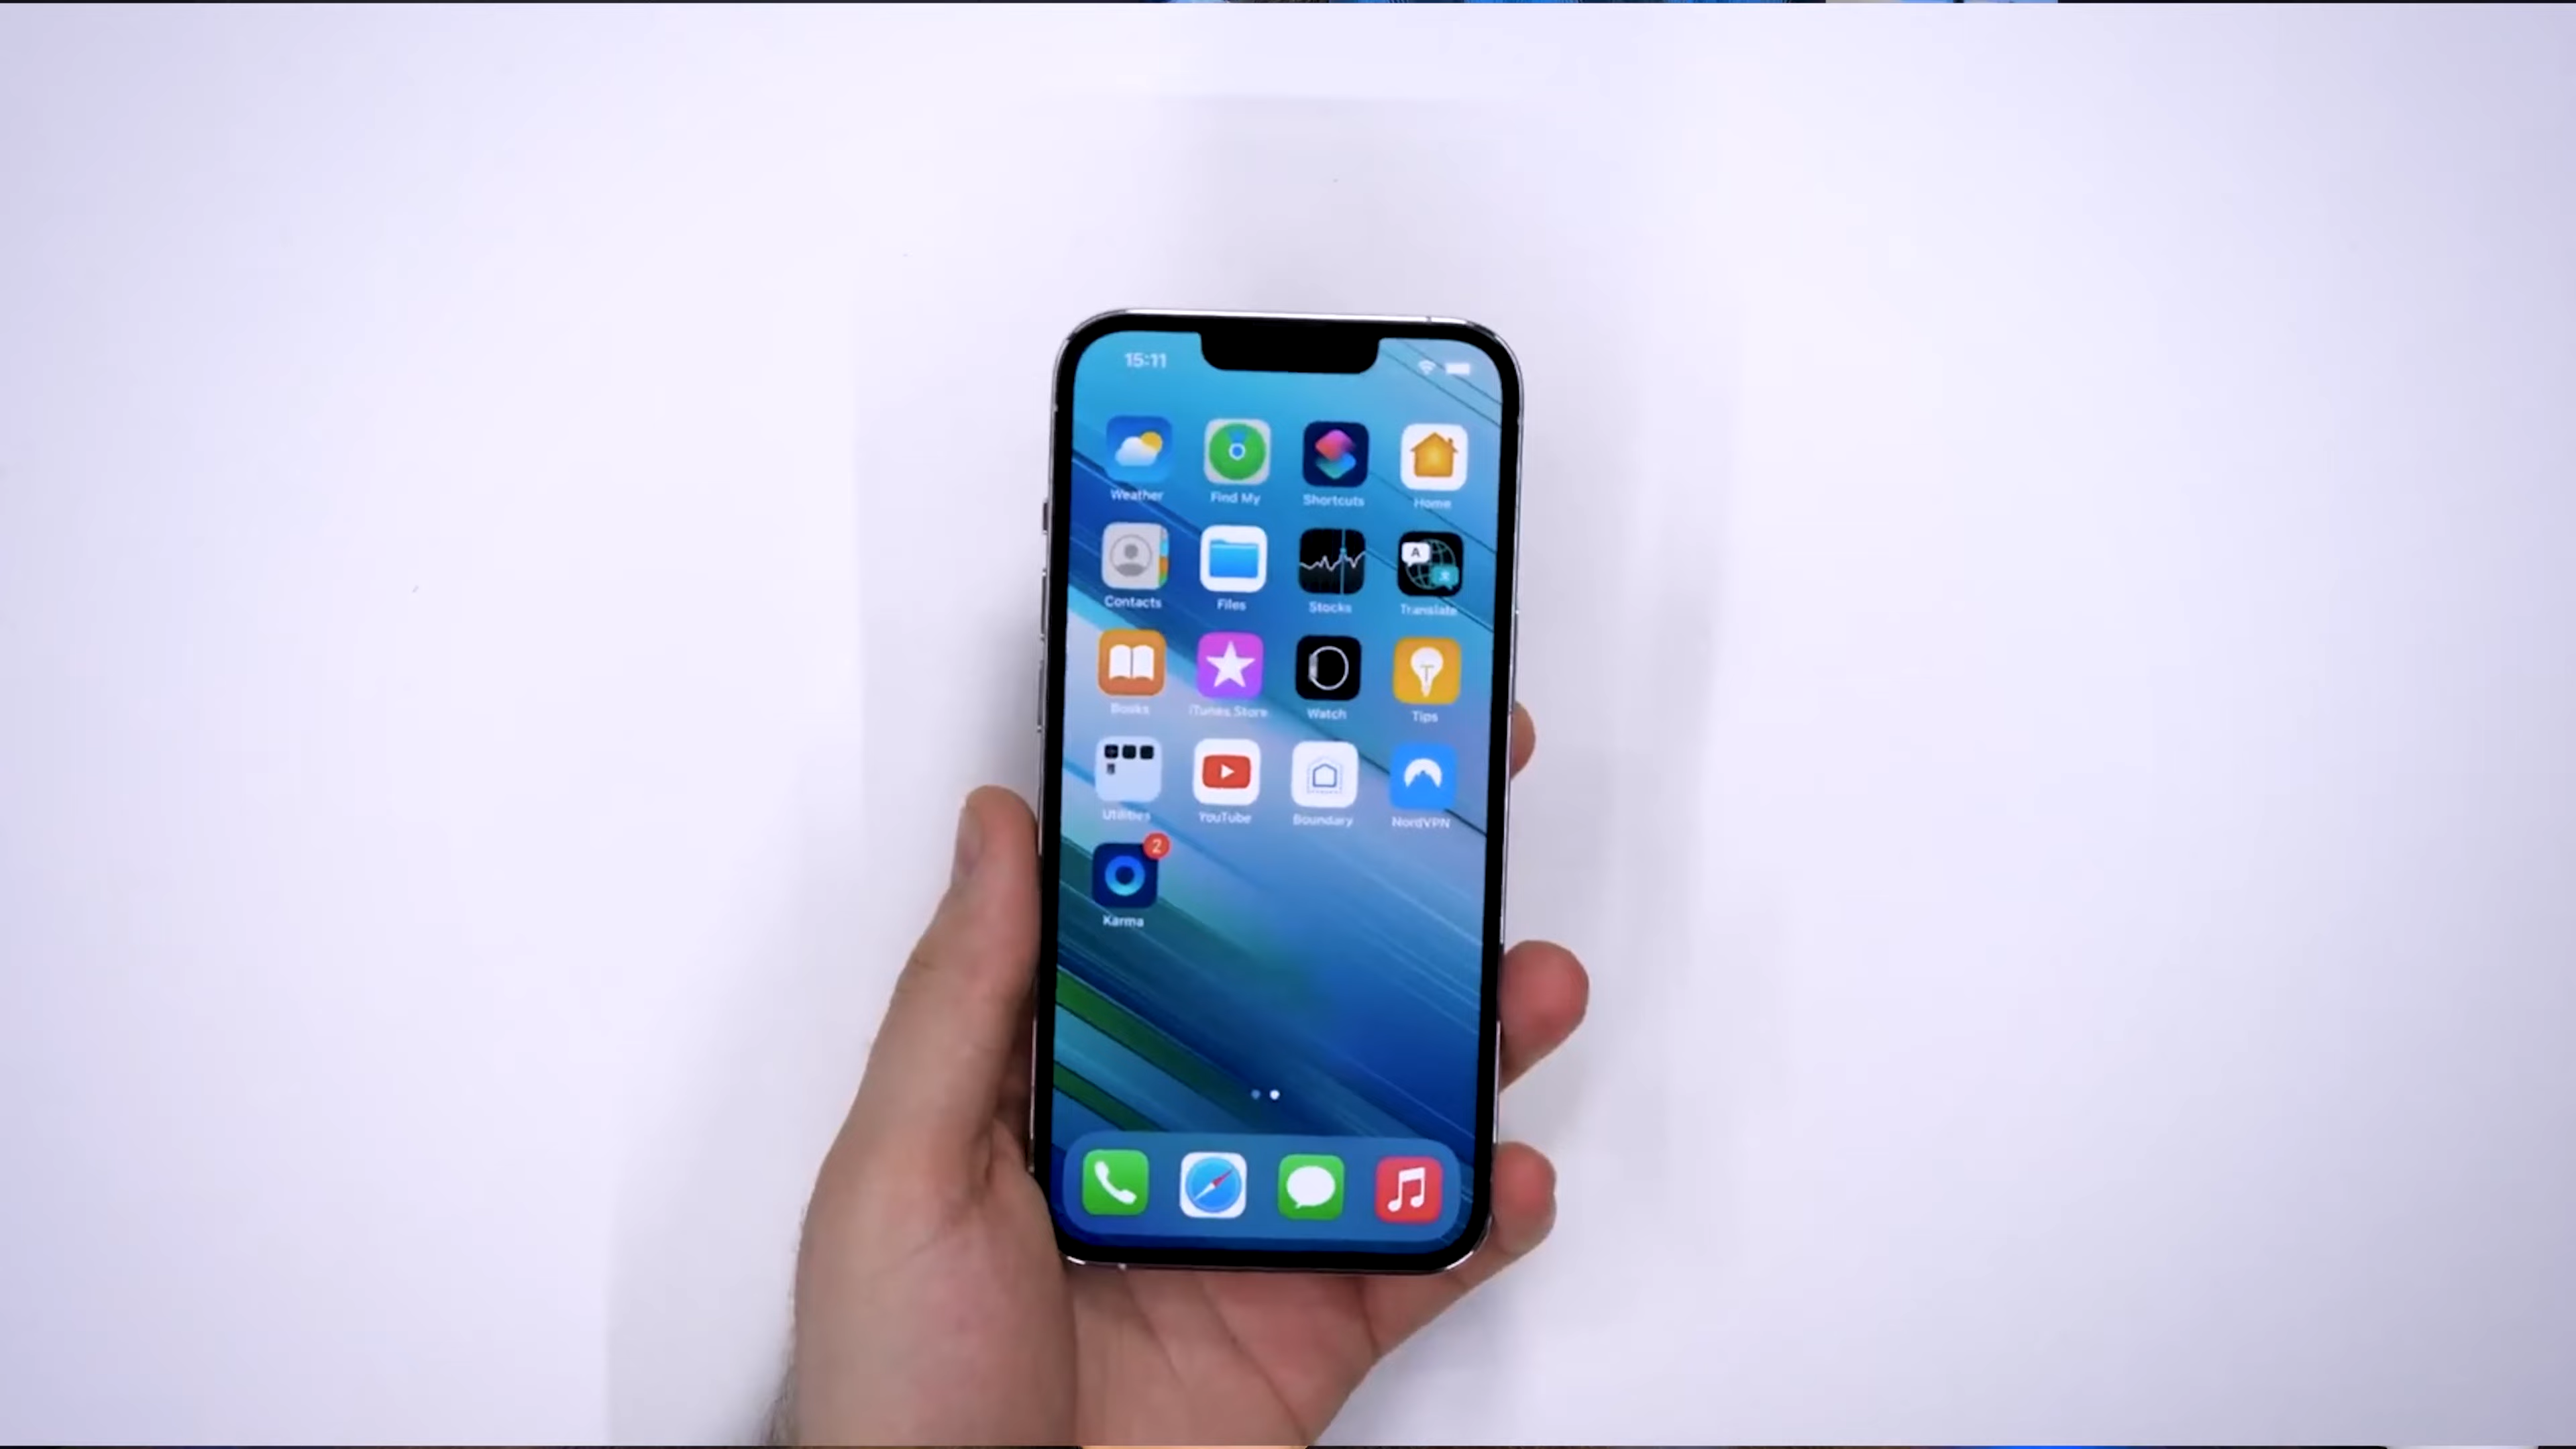 15:11
Weather Find My Shortcuts Home
Contacts Files Stocks Translate
Books iTunes Store Watch Tips
Utilities YouTube Boundary NordVPN
2
Karma